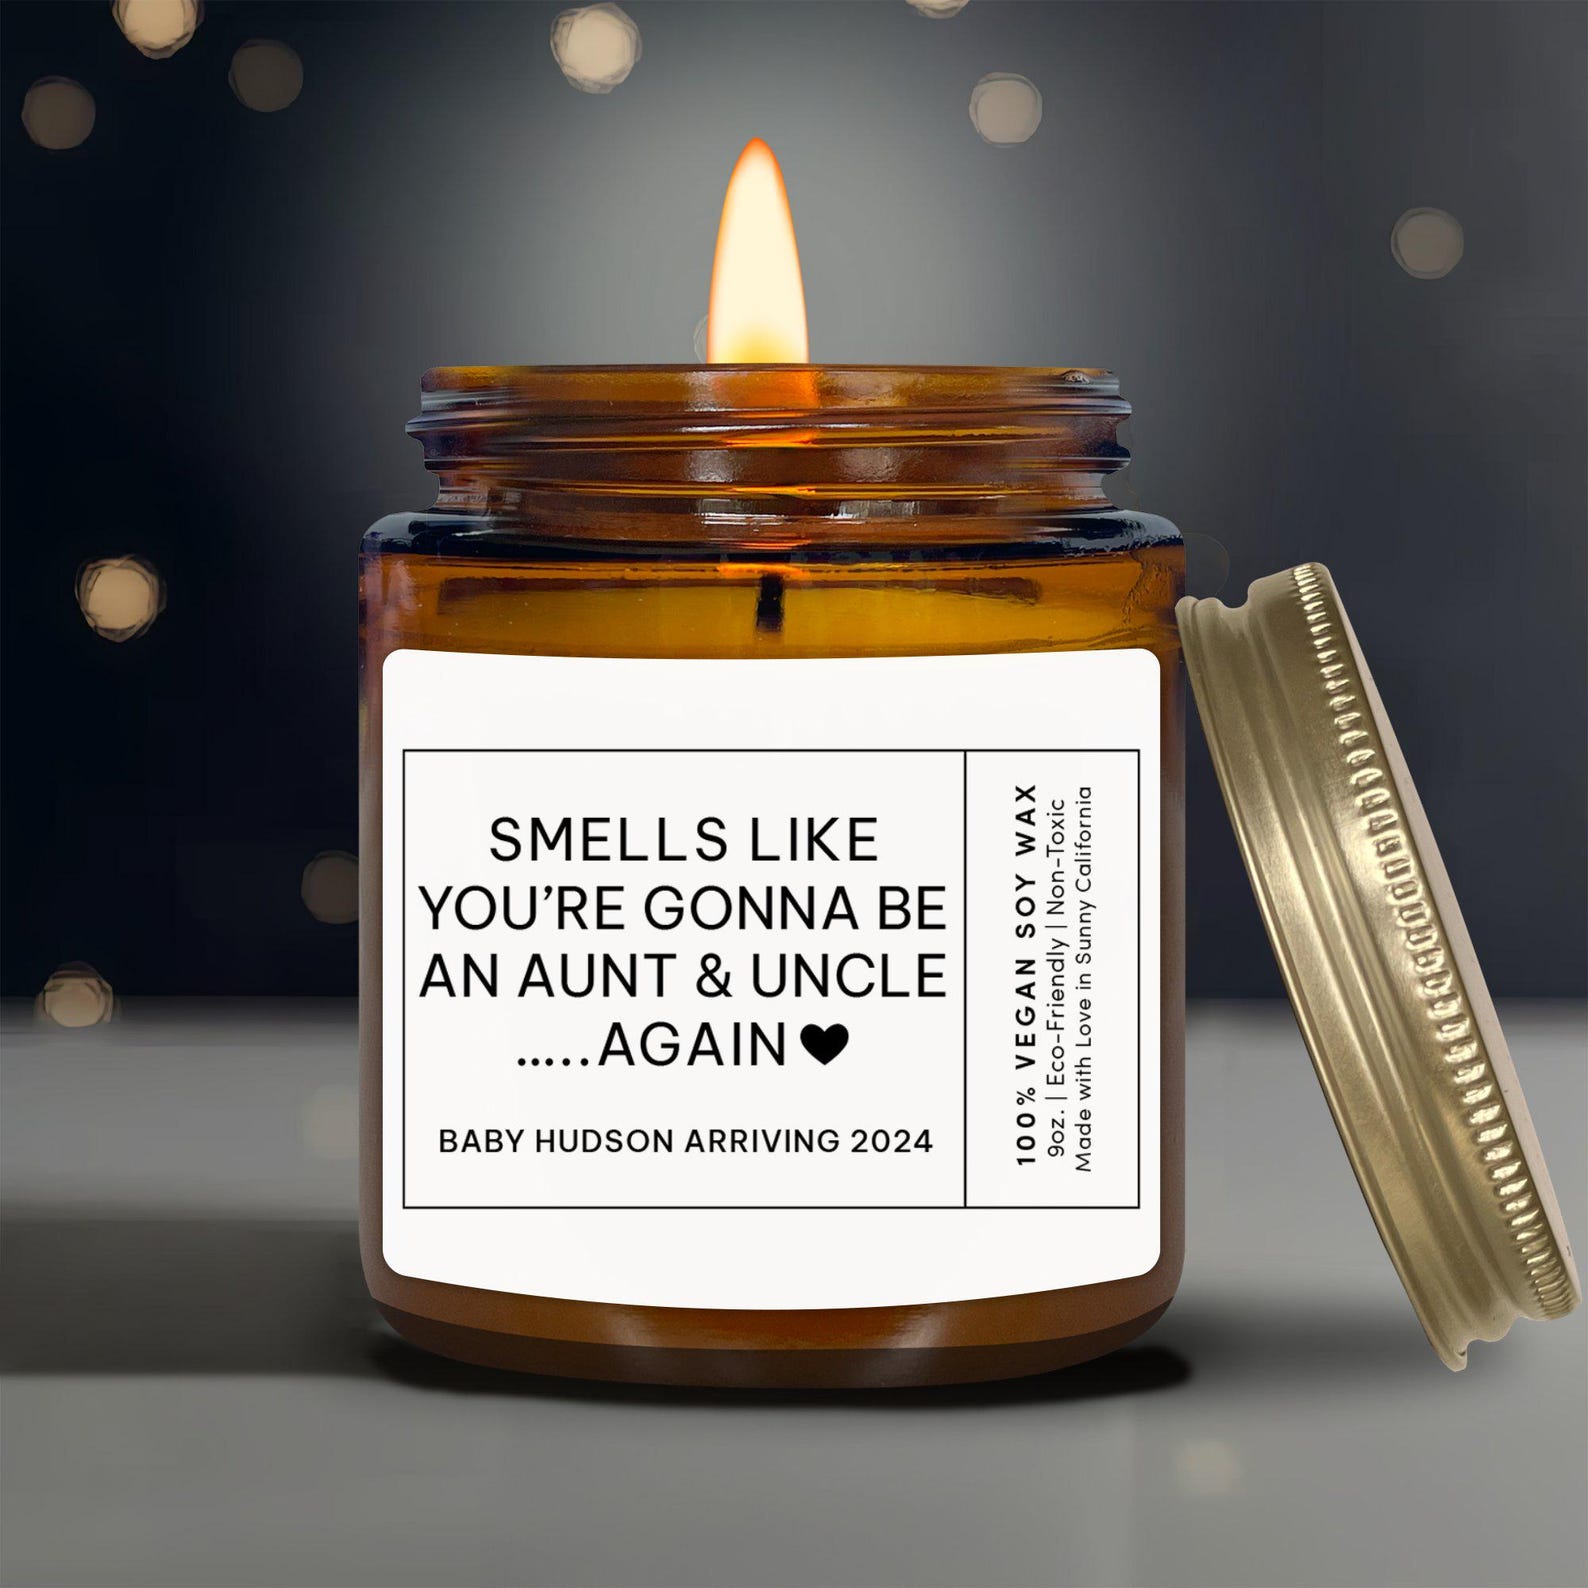 SMELLS LIKE
YOU'RE GONNA BE
AN AUNT & UNCLE
.....AGAIN🖤
BABY HUDSON ARRIVING 2024
100% VEGAN SOY WAX
9oz. | Eco-Friendly | Non-Toxic
Made with Love in Sunny California